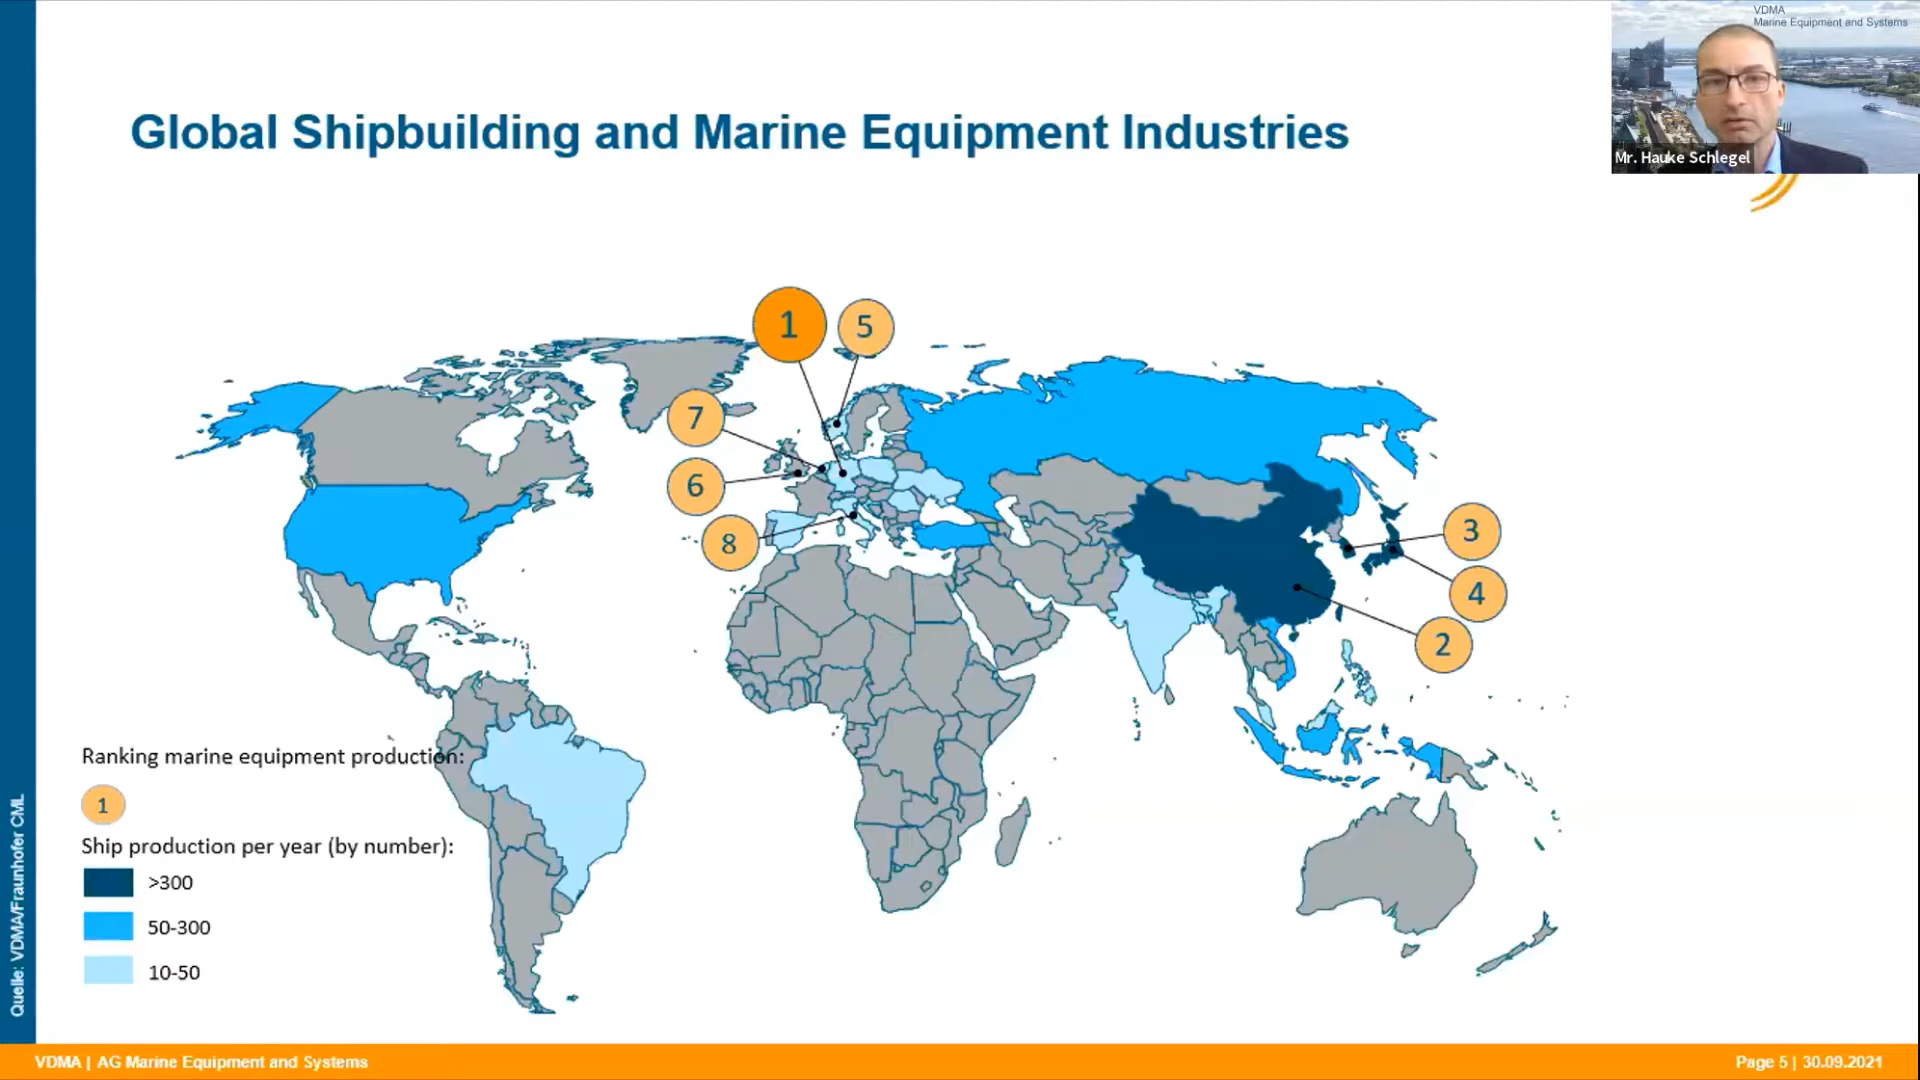 VDMA
Marine Equipment and Systems
Mr. Hauke Schlegel
Global Shipbuilding and Marine Equipment Industries
1
5
7
6
8
3
4
2
Ranking marine equipment production:
1
Ship production per year (by number):
>300
50-300
10-50
Quelle: VDMA/Fraunhofer CML
VDMA | AG Marine Equipment and Systems
Page 5 | 30.09.2021